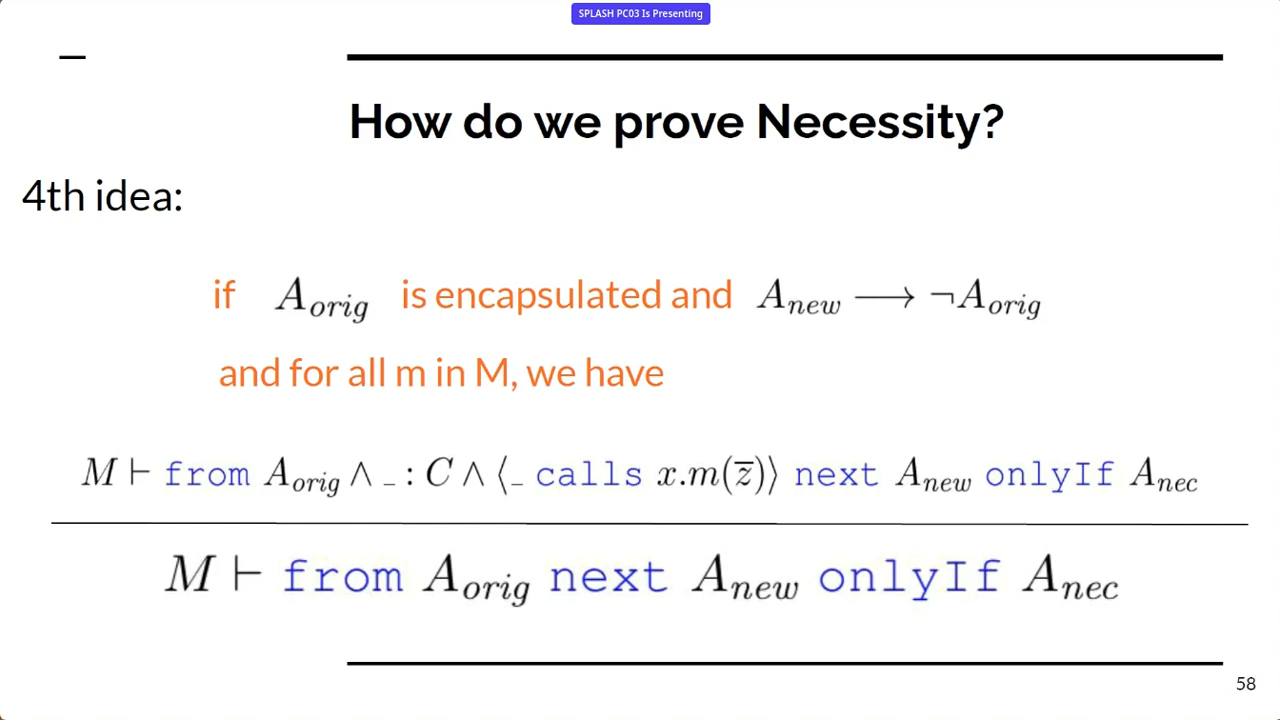 SPLASH PC03 Is Presenting
How do we prove Necessity?
4th idea:
if A_orig is encapsulated and A_new ⟶ ¬A_orig
and for all m in M, we have
M ⊢ from A_orig ∧ _ : C ∧ ⟨_ calls x.m(z̅)⟩ next A_new onlyIf A_nec
M ⊢ from A_orig next A_new onlyIf A_nec
58